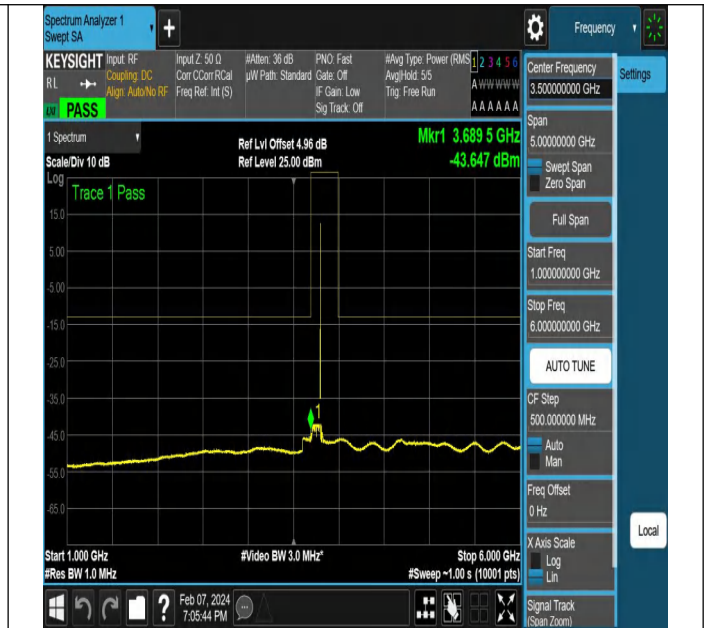 Spectrum Analyzer 1
Swept SA
Frequency
KEYSIGHT
RL
PASS
Input: RF
Coupling: DC
Align: Auto/No RF
Input Z: 50 Ω
Corr CCorr RCal
Freq Ref: Int (S)
#Atten: 36 dB
µW Path: Standard
PNO: Fast
Gate: Off
IF Gain: Low
Sig Track: Off
#Avg Type: Power (RMS
Avg|Hold: 5/5
Trig: Free Run
1 2 3 4 5 6
A W W W W W
A A A A A A
1 Spectrum
Scale/Div 10 dB
Ref Lvl Offset 4.96 dB
Ref Level 25.00 dBm
Mkr1 3.689 5 GHz
-43.647 dBm
Log
Trace 1 Pass
15.0
5.00
-5.00
-15.0
-25.0
-35.0
-45.0
-55.0
-65.0
1
Start 1.000 GHz
#Res BW 1.0 MHz
#Video BW 3.0 MHz*
Stop 6.000 GHz
#Sweep ~1.00 s (10001 pts)
Feb 07, 2024
7:05:44 PM
Center Frequency
3.500000000 GHz
Settings
Span
5.00000000 GHz
Swept Span
Zero Span
Full Span
Start Freq
1.000000000 GHz
Stop Freq
6.000000000 GHz
AUTO TUNE
CF Step
500.000000 MHz
Auto
Man
Freq Offset
0 Hz
X Axis Scale
Log
Lin
Local
Signal Track
(Span Zoom)